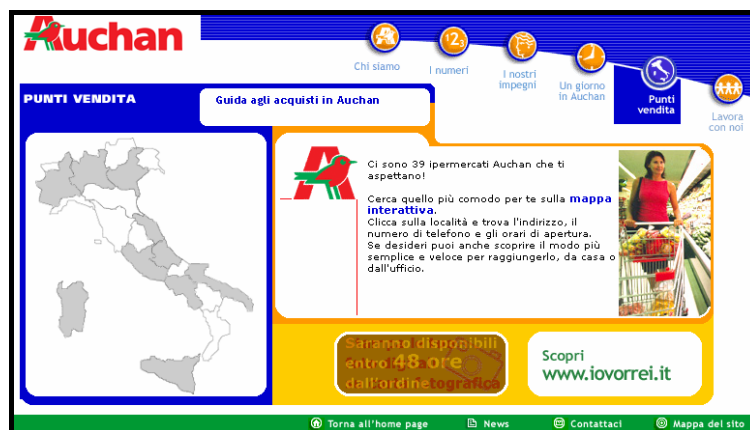 Auchan
Chi siamo
123
I numeri
I nostri
impegni
Un giorno
in Auchan
Punti
vendita
Lavora
con noi
PUNTI VENDITA
Guida agli acquisti in Auchan
Ci sono 39 ipermercati Auchan che ti
aspettano!
Cerca quello più comodo per te sulla mappa
interattiva.
Clicca sulla località e trova l'indirizzo, il
numero di telefono e gli orari di apertura.
Se desideri puoi anche scoprire il modo più
semplice e veloce per raggiungerlo, da casa o
dall'ufficio.
Saranno disponibili
entro 48 ore
dall'ordine
Scopri
www.iovorrei.it
Torna all'home page
News
Contattaci
Mappa del sito